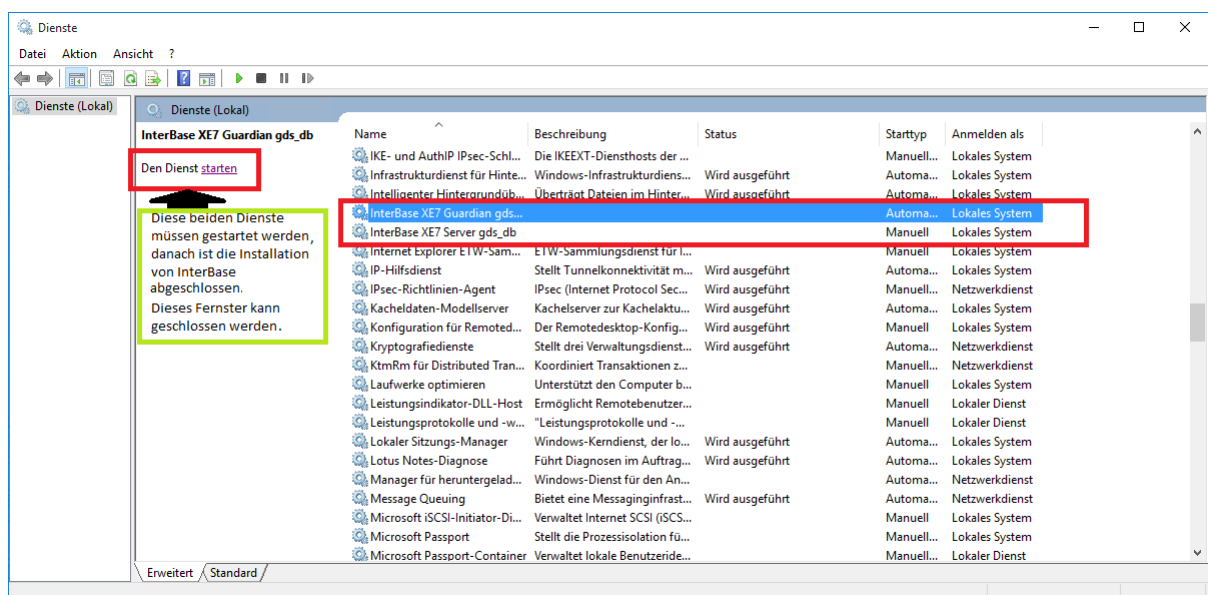 Dienste
Datei Aktion Ansicht ?
Dienste (Lokal)
Dienste (Lokal)
InterBase XE7 Guardian gds_db
Den Dienst starten
Diese beiden Dienste
müssen gestartet werden,
danach ist die Installation
von InterBase
abgeschlossen.
Dieses Fernster kann
geschlossen werden.
Name Beschreibung Status Starttyp Anmelden als
IKE- und AuthIP IPsec-Schl... Die IKEEXT-Diensthosts der ... Manuell... Lokales System
Infrastrukturdienst für Hinte... Windows-Infrastrukturdiens... Wird ausgeführt Automa... Lokales System
Intelligenter Hintergrundüb... Überträgt Dateien im Hinter... Wird ausgeführt Automa... Lokales System
InterBase XE7 Guardian gds... Automa... Lokales System
InterBase XE7 Server gds_db Manuell Lokales System
Internet Explorer ETW-Sam... ETW-Sammlungsdienst für I... Manuell Lokales System
IP-Hilfsdienst Stellt Tunnelkonnektivität m... Wird ausgeführt Automa... Lokales System
IPsec-Richtlinien-Agent IPsec (Internet Protocol Sec... Wird ausgeführt Manuell... Netzwerkdienst
Kacheldaten-Modellserver Kachelserver zur Kachelaktu... Wird ausgeführt Automa... Lokales System
Konfiguration für Remoted... Der Remotedesktop-Konfig... Wird ausgeführt Manuell Lokales System
Kryptografiedienste Stellt drei Verwaltungsdienst... Wird ausgeführt Automa... Netzwerkdienst
KtmRm für Distributed Tran... Koordiniert Transaktionen z... Manuell... Netzwerkdienst
Laufwerke optimieren Unterstützt den Computer b... Manuell Lokales System
Leistungsindikator-DLL-Host Ermöglicht Remotebenutzer... Manuell Lokaler Dienst
Leistungsprotokolle und -w... "Leistungsprotokolle und -... Manuell Lokaler Dienst
Lokaler Sitzungs-Manager Windows-Kerndienst, der lo... Wird ausgeführt Automa... Lokales System
Lotus Notes-Diagnose Führt Diagnosen im Auftrag... Wird ausgeführt Automa... Lokales System
Manager für heruntergelad... Windows-Dienst für den An... Automa... Netzwerkdienst
Message Queuing Bietet eine Messaginginfrast... Wird ausgeführt Automa... Netzwerkdienst
Microsoft iSCSI-Initiator-Di... Verwaltet Internet SCSI (iSCS... Manuell Lokales System
Microsoft Passport Stellt die Prozessisolation fü... Manuell... Lokales System
Microsoft Passport-Container Verwaltet lokale Benutzeride... Manuell... Lokaler Dienst
Erweitert Standard